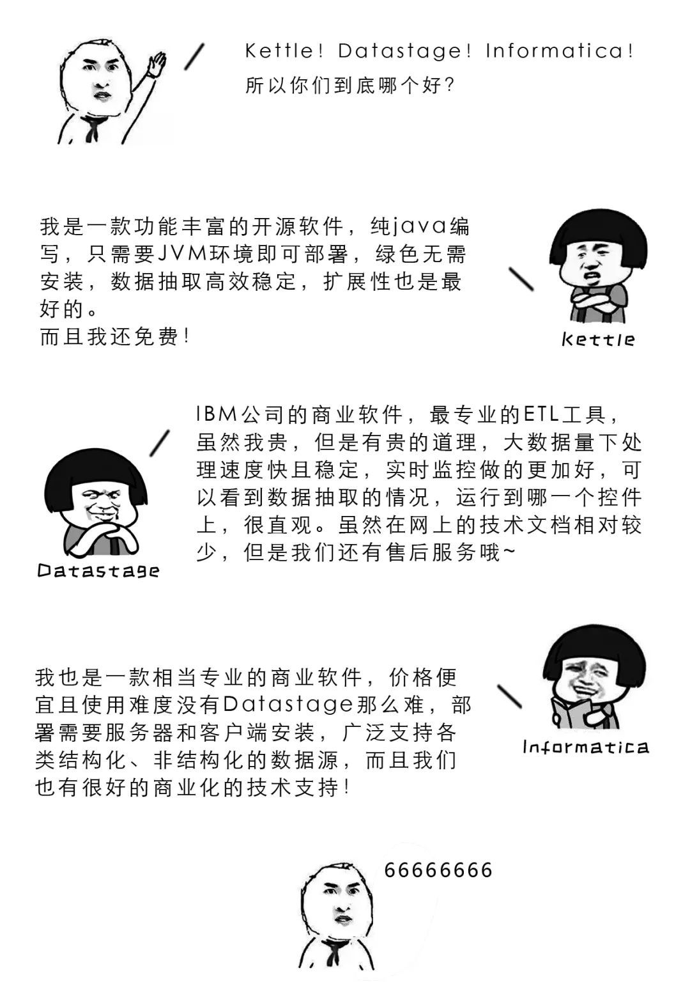 Kettle！Datastage！Informatica！
所以你们到底哪个好？
我是一款功能丰富的开源软件，纯java编
写，只需要JVM环境即可部署，绿色无需
安装，数据抽取高效稳定，扩展性也是最
好的。
而且我还免费！
kettle
IBM公司的商业软件，最专业的ETL工具，
虽然我贵，但是有贵的道理，大数据量下处
理速度快且稳定，实时监控做的更加好，可
以看到数据抽取的情况，运行到哪一个控件
上，很直观。虽然在网上的技术文档相对较
少，但是我们还有售后服务哦~
Datastage
我也是一款相当专业的商业软件，价格便
宜且使用难度没有Datastage那么难，部
署需要服务器和客户端安装，广泛支持各
类结构化、非结构化的数据源，而且我们
也有很好的商业化的技术支持！
Informatica
66666666